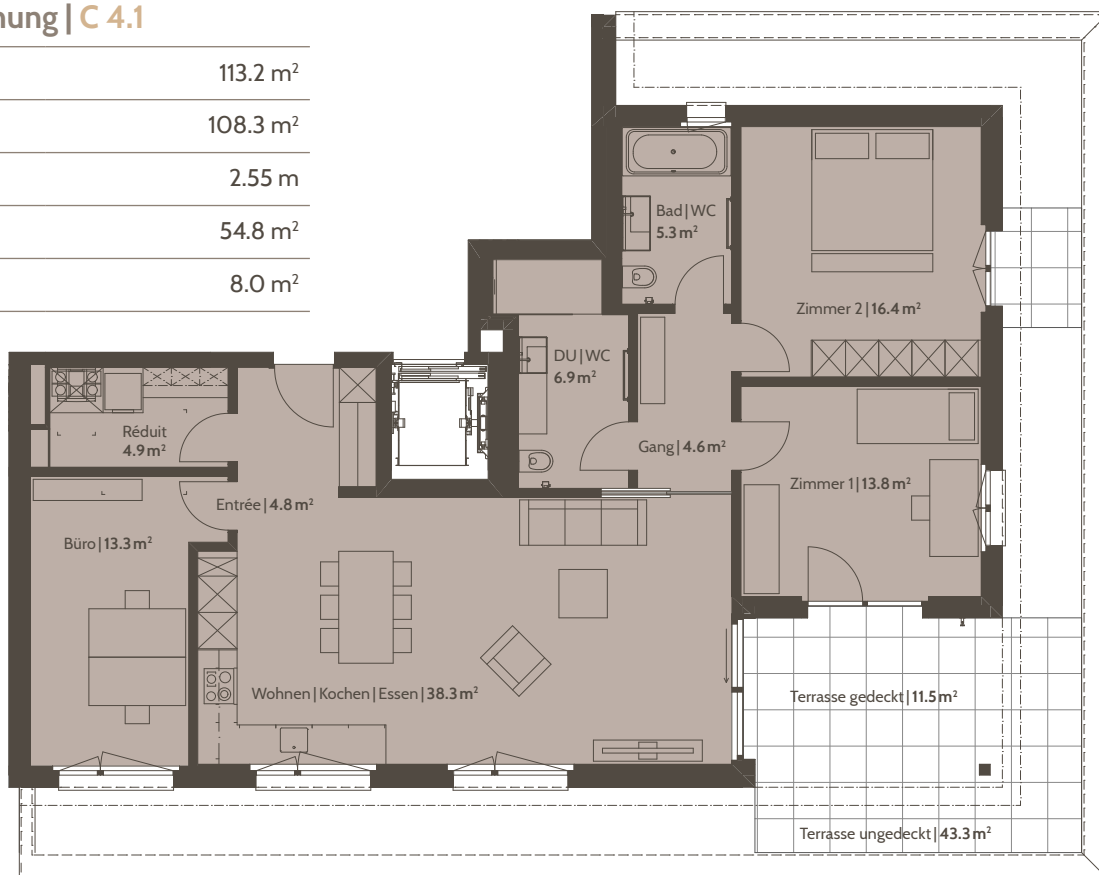 nung | C 4.1
113.2 m²
108.3 m²
2.55 m
54.8 m²
8.0 m²
Bad | WC
5.3 m²
Zimmer 2 | 16.4 m²
DU | WC
6.9 m²
Réduit
4.9 m²
Gang | 4.6 m²
Zimmer 1 | 13.8 m²
Entrée | 4.8 m²
Büro | 13.3 m²
Wohnen | Kochen | Essen | 38.3 m²
Terrasse gedeckt | 11.5 m²
Terrasse ungedeckt | 43.3 m²